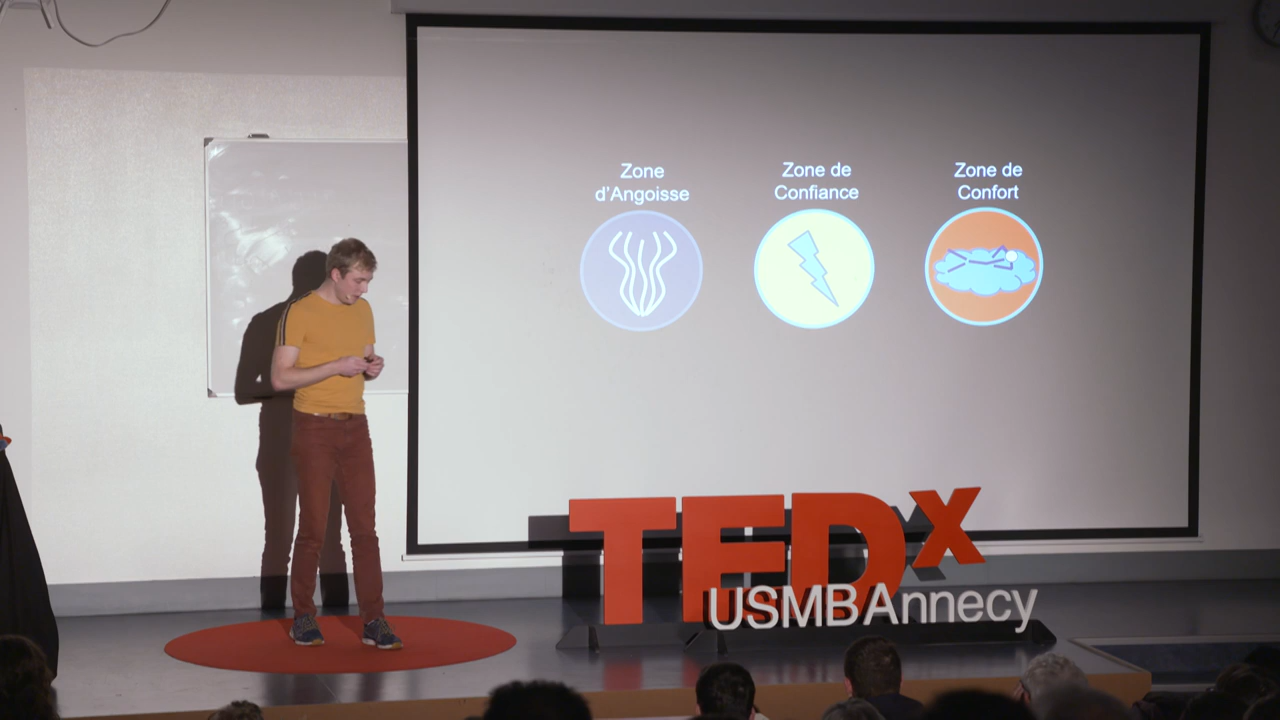 Zone
d'Angoisse
Zone de
Confiance
Zone de
Confort
TEDx
USMBAnnecy